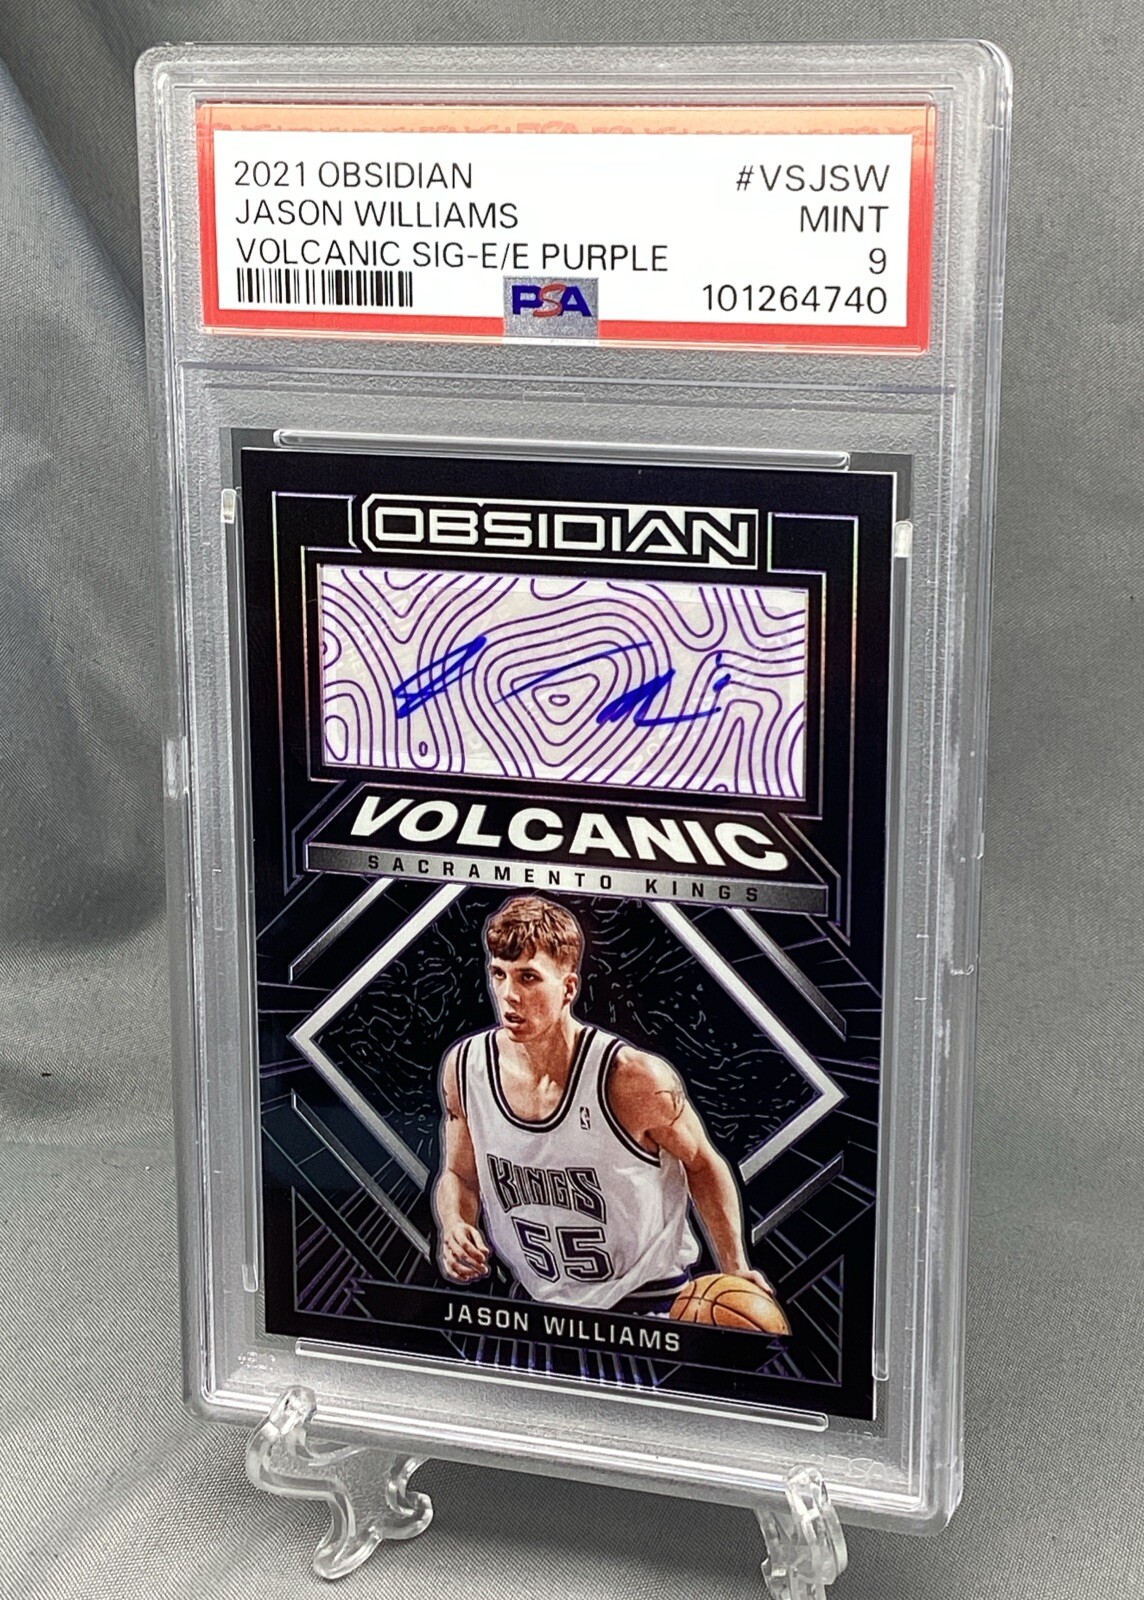 2021 OBSIDIAN #VSJSW
JASON WILLIAMS MINT
VOLCANIC SIG-E/E PURPLE 9
PSA 101264740
OBSIDIAN
VOLCANIC
SACRAMENTO KINGS
KINGS
55
JASON WILLIAMS